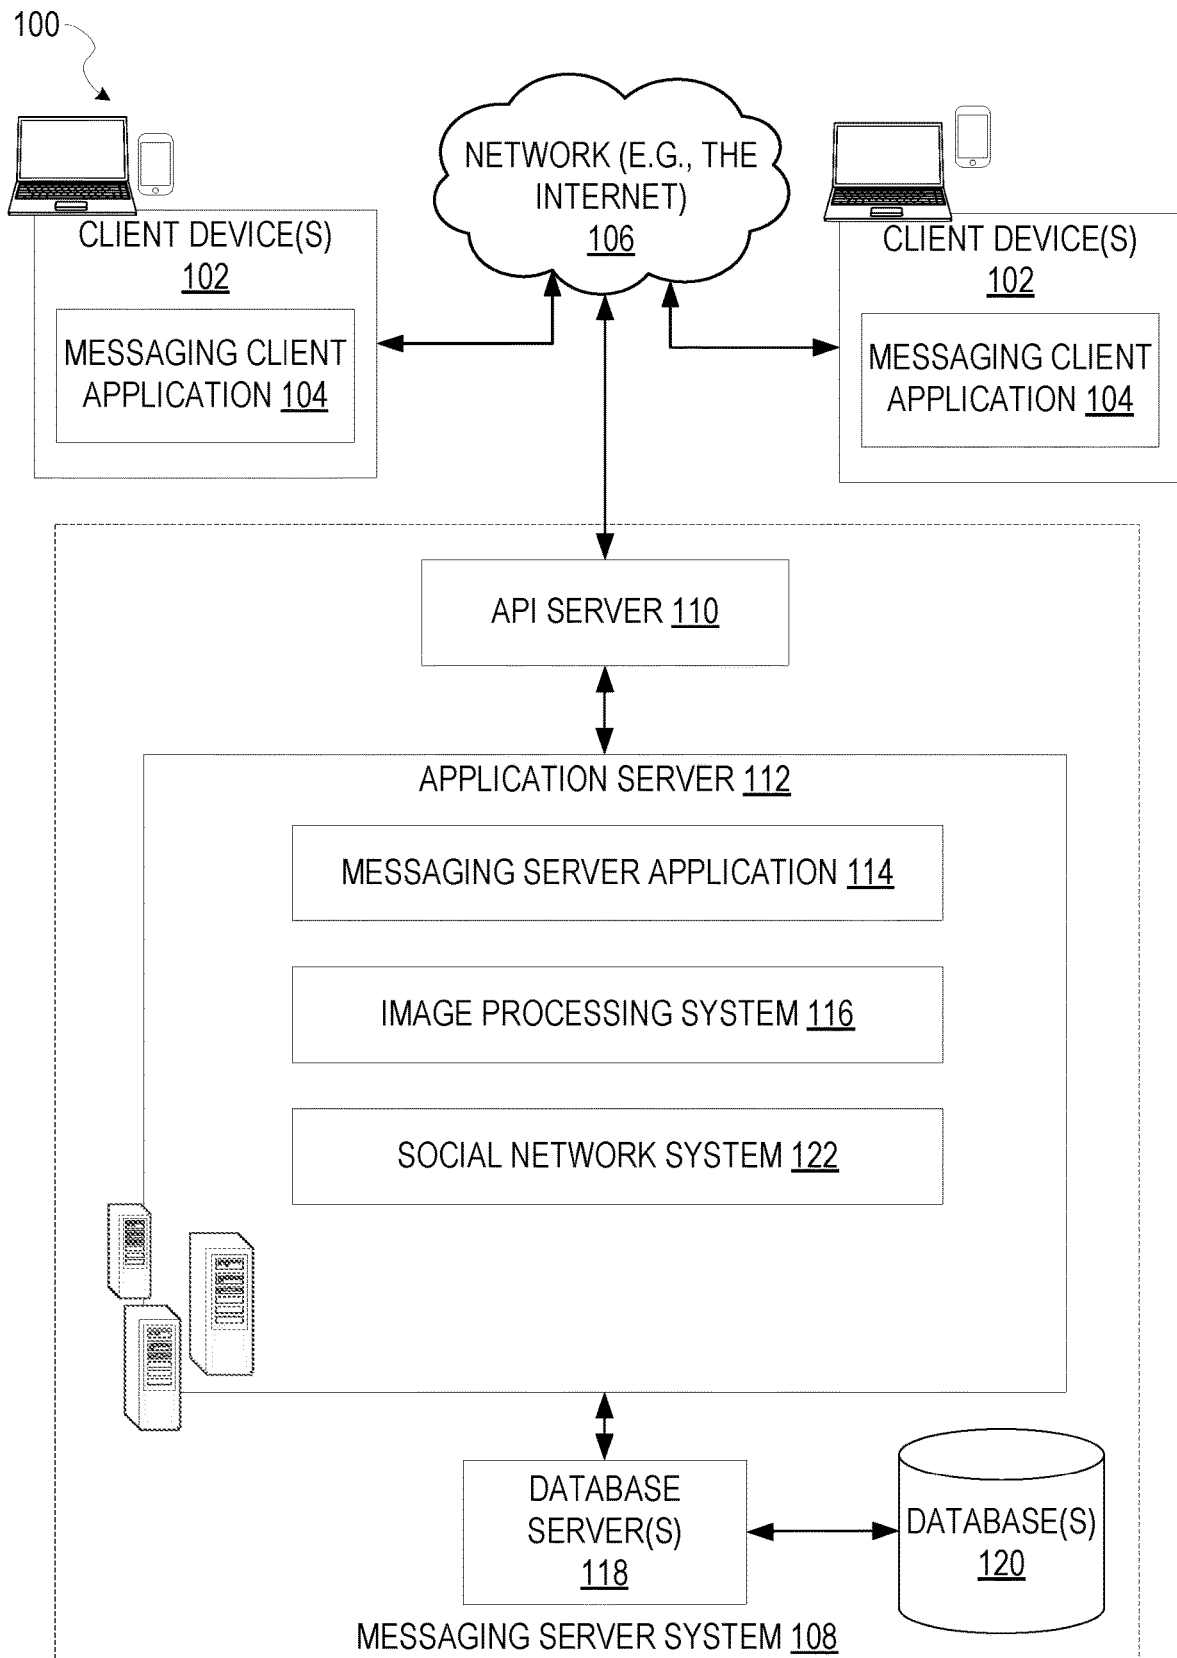 100
NETWORK (E.G., THE
INTERNET)
106
CLIENT DEVICE(S)
102
MESSAGING CLIENT
APPLICATION 104
CLIENT DEVICE(S)
102
MESSAGING CLIENT
APPLICATION 104
API SERVER 110
APPLICATION SERVER 112
MESSAGING SERVER APPLICATION 114
IMAGE PROCESSING SYSTEM 116
SOCIAL NETWORK SYSTEM 122
DATABASE
SERVER(S)
118
DATABASE(S)
120
MESSAGING SERVER SYSTEM 108